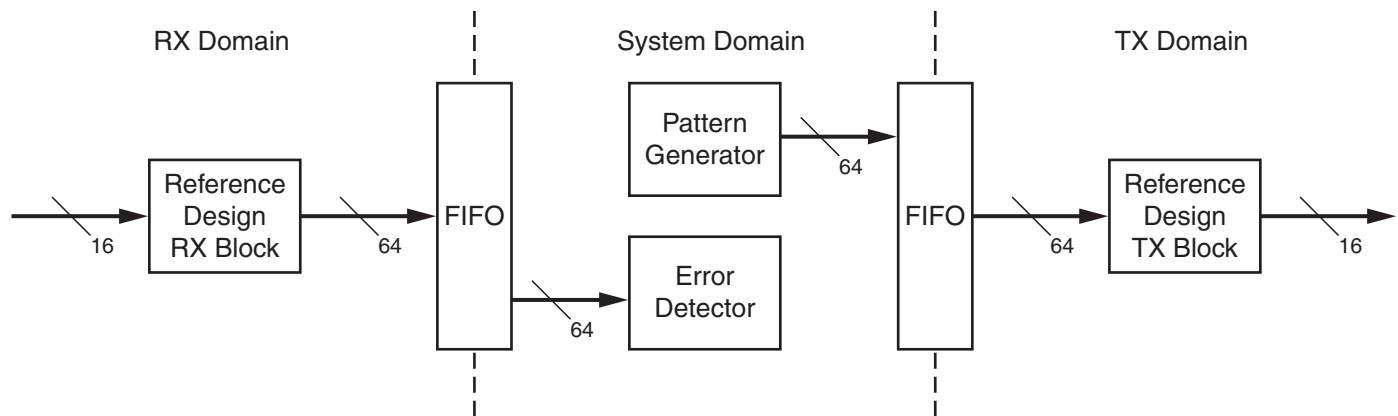 RX Domain
System Domain
TX Domain
Pattern
Generator
64
Reference
Design
RX Block
16
64
FIFO
FIFO
64
Reference
Design
TX Block
16
Error
Detector
64